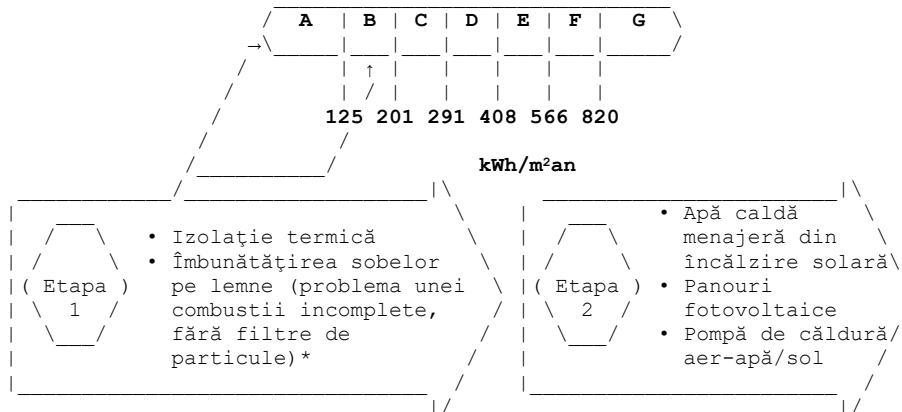 A B C D E F G
125 201 291 408 566 820
kWh/m²an
Etapa 1
• Izolaţie termică
• Îmbunătăţirea sobelor
pe lemne (problema unei
combustii incomplete,
fără filtre de
particule)*
Etapa 2
• Apă caldă
menajeră din
încălzire solară
• Panouri
fotovoltaice
• Pompă de căldură/
aer-apă/sol